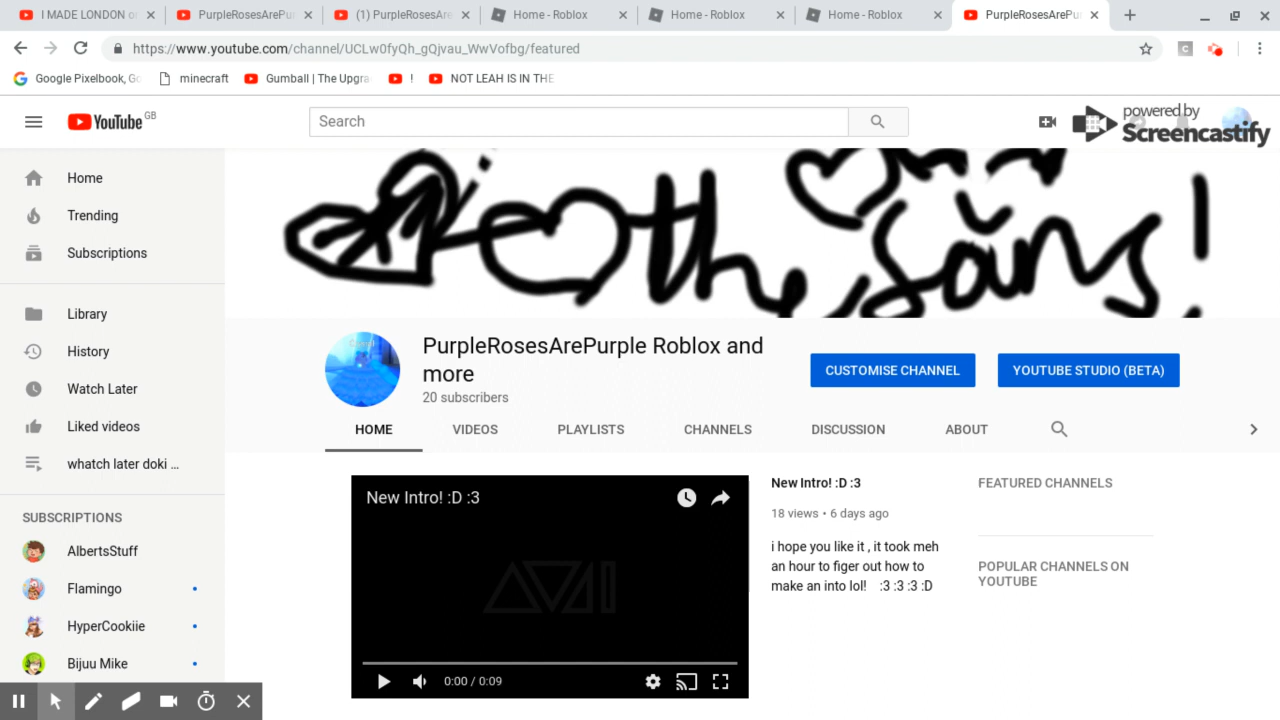 I MADE LONDON on
PurpleRosesArePur
(1) PurpleRosesAre
Home - Roblox
Home - Roblox
Home - Roblox
PurpleRosesArePur
https://www.youtube.com/channel/UCLw0fyQh_gQjvau_WwVofbg/featured
Google Pixelbook, Go
minecraft
Gumball | The Upgra
!
NOT LEAH IS IN THE
YouTube GB
Search
powered by
Screencastify
Home
Trending
Subscriptions
Library
History
Watch Later
Liked videos
whatch later doki ...
SUBSCRIPTIONS
AlbertsStuff
Flamingo
HyperCookiie
Bijuu Mike
the
sans!
PurpleRosesArePurple Roblox and
more
20 subscribers
CUSTOMISE CHANNEL
YOUTUBE STUDIO (BETA)
HOME
VIDEOS
PLAYLISTS
CHANNELS
DISCUSSION
ABOUT
New Intro! :D :3
0:00 / 0:09
New Intro! :D :3
18 views • 6 days ago
i hope you like it , it took meh
an hour to figer out how to
make an into lol! :3 :3 :3 :D
FEATURED CHANNELS
POPULAR CHANNELS ON
YOUTUBE